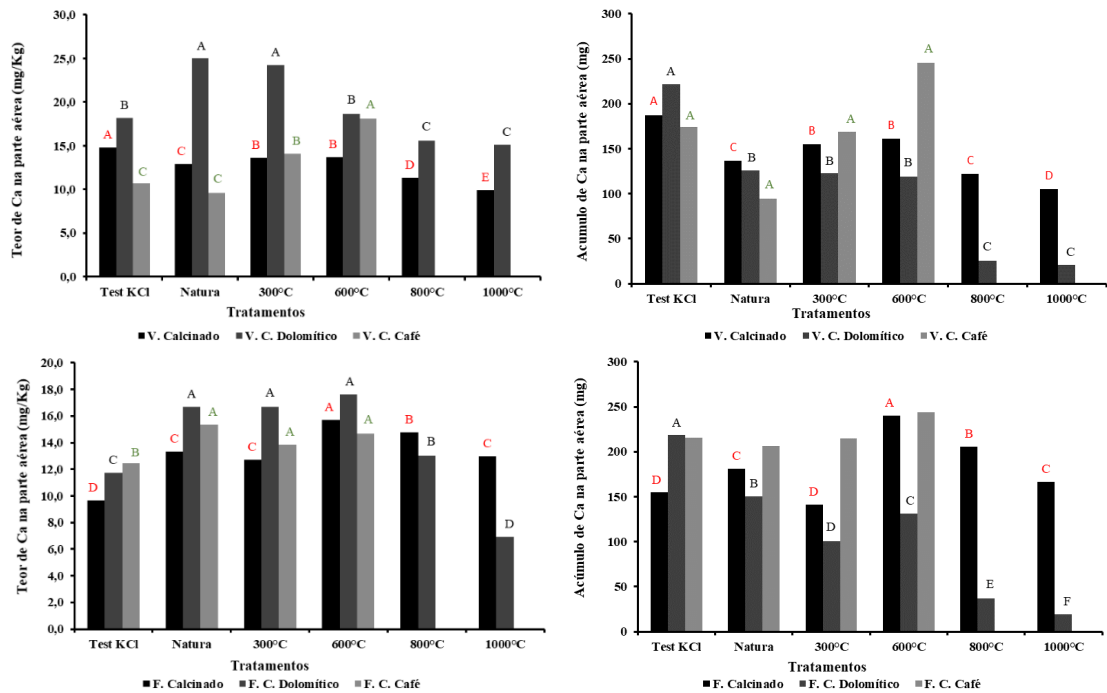 30,0
25,0
20,0
15,0
10,0
5,0
0,0
Teor de Ca na parte aérea (mg/Kg)
A B C
C A C
B A B
B B A
D C
E C
Test KCl Natura 300°C 600°C 800°C 1000°C
Tratamentos
V. Calcinado V. C. Dolomítico V. C. Café
300
250
200
150
100
50
0
Acumulo de Ca na parte aérea (mg)
A A A
C B A
B B A
B B A
C C
D C
Test KCl Natura 300°C 600°C 800°C 1000°C
Tratamentos
V. Calcinado V. C. Dolomítico V. C. Café
20,0
18,0
16,0
14,0
12,0
10,0
8,0
6,0
4,0
2,0
0,0
Teor de Ca na parte aérea (mg/Kg)
D C B
C A A
C A A
A A A
B B
C D
Test KCl Natura 300°C 600°C 800°C 1000°C
Tratamentos
F. Calcinado F. C. Dolomítico F. C. Café
300
250
200
150
100
50
0
Acúmulo de Ca na parte aérea (mg)
D A
C B
D D
A C
B E
C F
Test KCl Natura 300°C 600°C 800°C 1000°C
Tratamentos
F. Calcinado F. C. Dolomítico F. C. Café